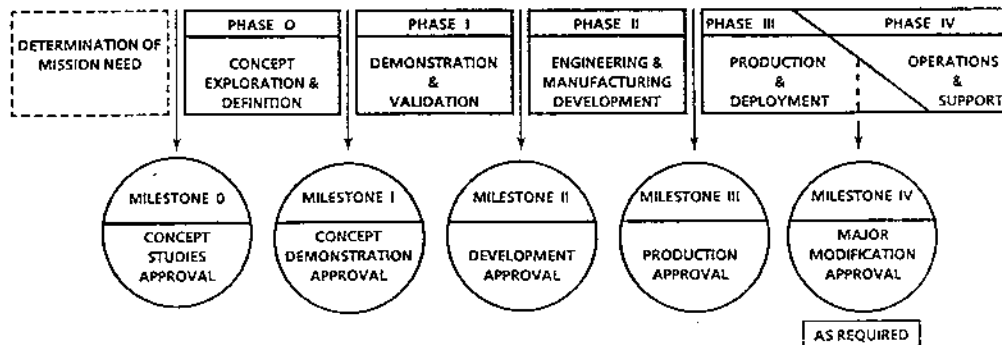 DETERMINATION OF
MISSION NEED
PHASE 0
CONCEPT
EXPLORATION &
DEFINITION
PHASE I
DEMONSTRATION
&
VALIDATION
PHASE II
ENGINEERING &
MANUFACTURING
DEVELOPMENT
PHASE III
PRODUCTION
&
DEPLOYMENT
PHASE IV
OPERATIONS
&
SUPPORT
MILESTONE 0
CONCEPT
STUDIES
APPROVAL
MILESTONE I
CONCEPT
DEMONSTRATION
APPROVAL
MILESTONE II
DEVELOPMENT
APPROVAL
MILESTONE III
PRODUCTION
APPROVAL
MILESTONE IV
MAJOR
MODIFICATION
APPROVAL
AS REQUIRED